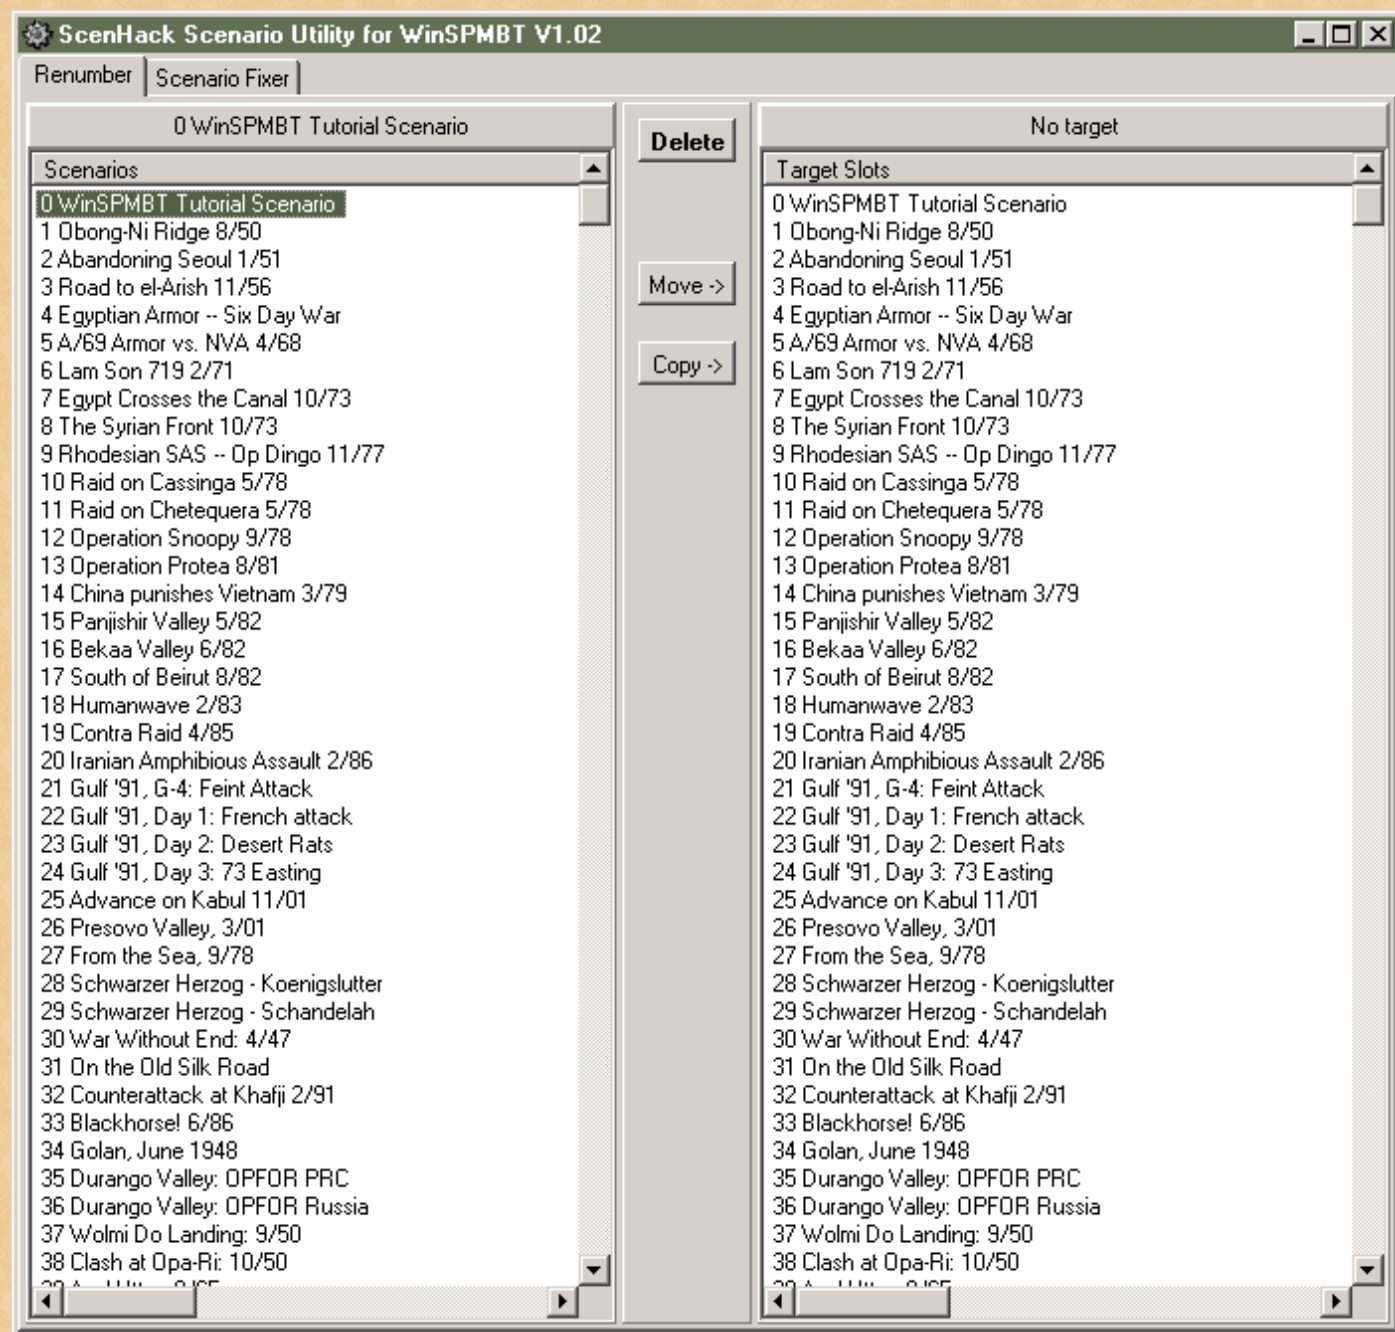 ScenHack Scenario Utility for WinSPMBT V1.02
Renumber
Scenario Fixer
0 WinSPMBT Tutorial Scenario
Scenarios
0 WinSPMBT Tutorial Scenario
1 Obong-Ni Ridge 8/50
2 Abandoning Seoul 1/51
3 Road to el-Arish 11/56
4 Egyptian Armor -- Six Day War
5 A/69 Armor vs. NVA 4/68
6 Lam Son 719 2/71
7 Egypt Crosses the Canal 10/73
8 The Syrian Front 10/73
9 Rhodesian SAS -- Op Dingo 11/77
10 Raid on Cassinga 5/78
11 Raid on Chetequera 5/78
12 Operation Snoopy 9/78
13 Operation Protea 8/81
14 China punishes Vietnam 3/79
15 Panjishir Valley 5/82
16 Bekaa Valley 6/82
17 South of Beirut 8/82
18 Humanwave 2/83
19 Contra Raid 4/85
20 Iranian Amphibious Assault 2/86
21 Gulf '91, G-4: Feint Attack
22 Gulf '91, Day 1: French attack
23 Gulf '91, Day 2: Desert Rats
24 Gulf '91, Day 3: 73 Easting
25 Advance on Kabul 11/01
26 Presovo Valley, 3/01
27 From the Sea, 9/78
28 Schwarzer Herzog - Koenigslutter
29 Schwarzer Herzog - Schandelah
30 War Without End: 4/47
31 On the Old Silk Road
32 Counterattack at Khafji 2/91
33 Blackhorse! 6/86
34 Golan, June 1948
35 Durango Valley: OPFOR PRC
36 Durango Valley: OPFOR Russia
37 Wolmi Do Landing: 9/50
38 Clash at Opa-Ri: 10/50
Delete
Move ->
Copy ->
No target
Target Slots
0 WinSPMBT Tutorial Scenario
1 Obong-Ni Ridge 8/50
2 Abandoning Seoul 1/51
3 Road to el-Arish 11/56
4 Egyptian Armor -- Six Day War
5 A/69 Armor vs. NVA 4/68
6 Lam Son 719 2/71
7 Egypt Crosses the Canal 10/73
8 The Syrian Front 10/73
9 Rhodesian SAS -- Op Dingo 11/77
10 Raid on Cassinga 5/78
11 Raid on Chetequera 5/78
12 Operation Snoopy 9/78
13 Operation Protea 8/81
14 China punishes Vietnam 3/79
15 Panjishir Valley 5/82
16 Bekaa Valley 6/82
17 South of Beirut 8/82
18 Humanwave 2/83
19 Contra Raid 4/85
20 Iranian Amphibious Assault 2/86
21 Gulf '91, G-4: Feint Attack
22 Gulf '91, Day 1: French attack
23 Gulf '91, Day 2: Desert Rats
24 Gulf '91, Day 3: 73 Easting
25 Advance on Kabul 11/01
26 Presovo Valley, 3/01
27 From the Sea, 9/78
28 Schwarzer Herzog - Koenigslutter
29 Schwarzer Herzog - Schandelah
30 War Without End: 4/47
31 On the Old Silk Road
32 Counterattack at Khafji 2/91
33 Blackhorse! 6/86
34 Golan, June 1948
35 Durango Valley: OPFOR PRC
36 Durango Valley: OPFOR Russia
37 Wolmi Do Landing: 9/50
38 Clash at Opa-Ri: 10/50